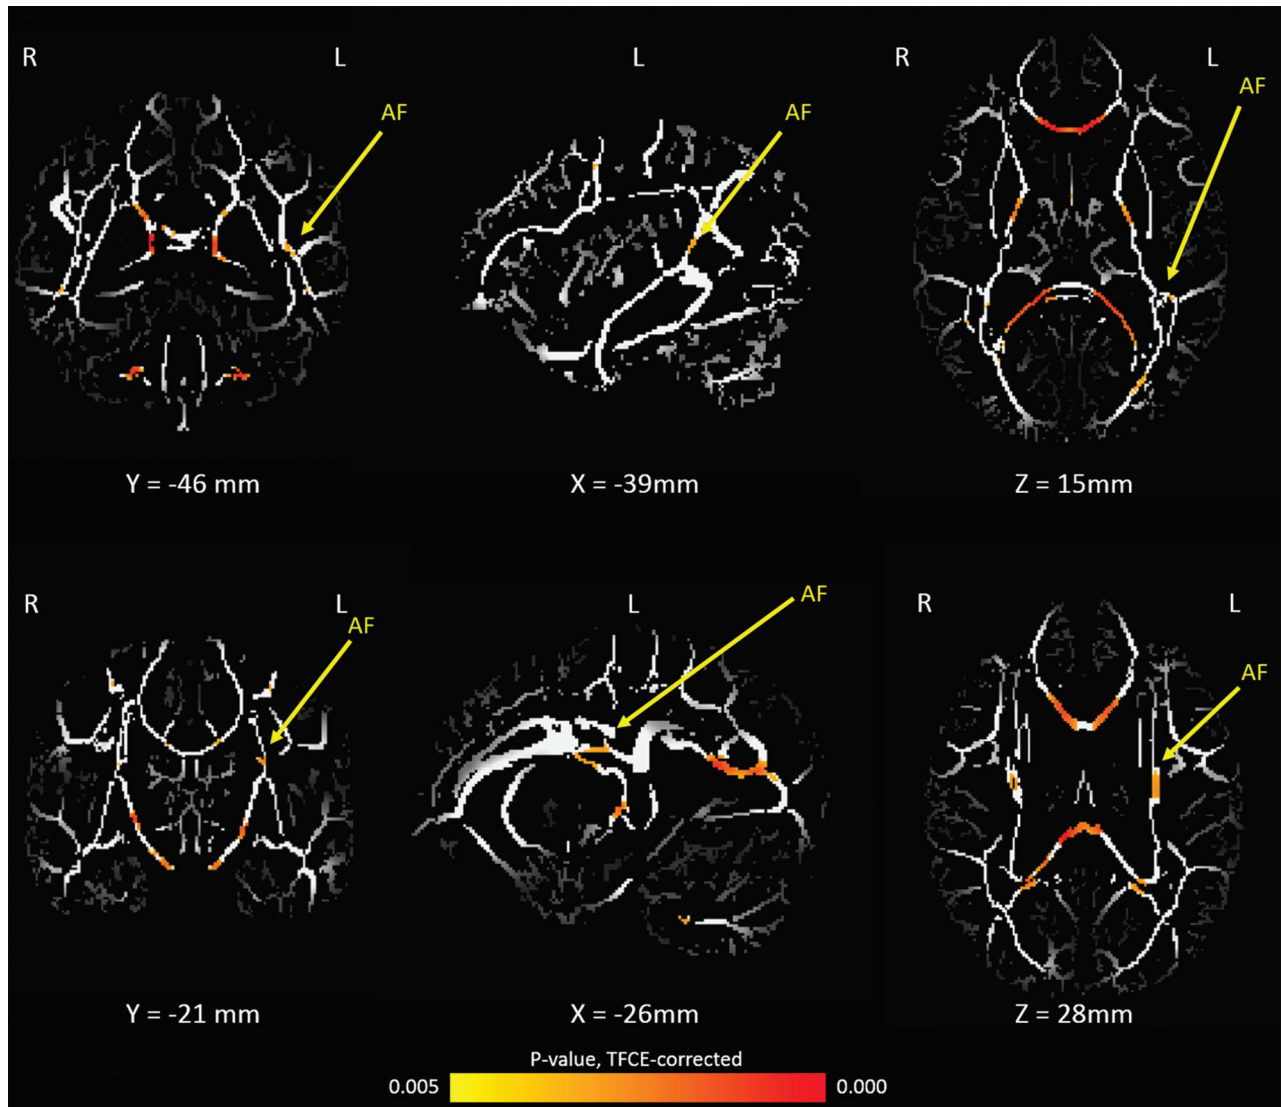 R L L R L
AF AF AF
Y = -46 mm X = -39mm Z = 15mm
R L L R L
AF AF AF
Y = -21 mm X = -26mm Z = 28mm
P-value, TFCE-corrected
0.005 0.000